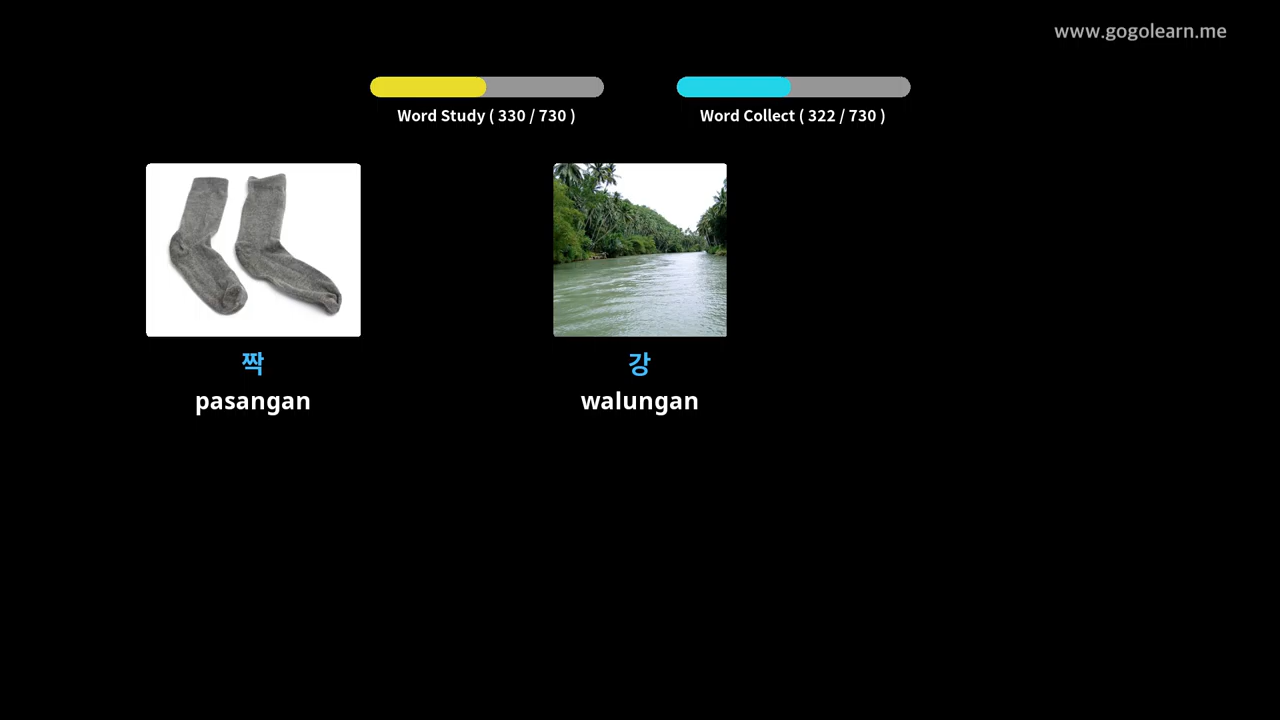 www.gogolearn.me
Word Study ( 330 / 730 )
Word Collect ( 322 / 730 )
짝
pasangan
강
walungan